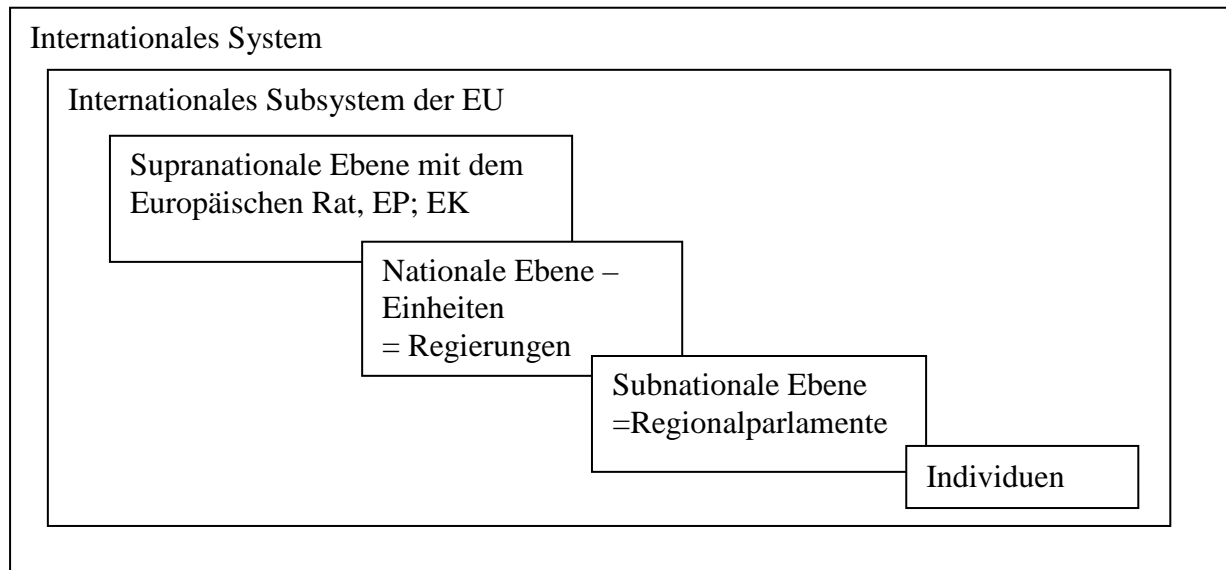 Internationales System
Internationales Subsystem der EU
Supranationale Ebene mit dem
Europäischen Rat, EP; EK
Nationale Ebene –
Einheiten
= Regierungen
Subnationale Ebene
=Regionalparlamente
Individuen